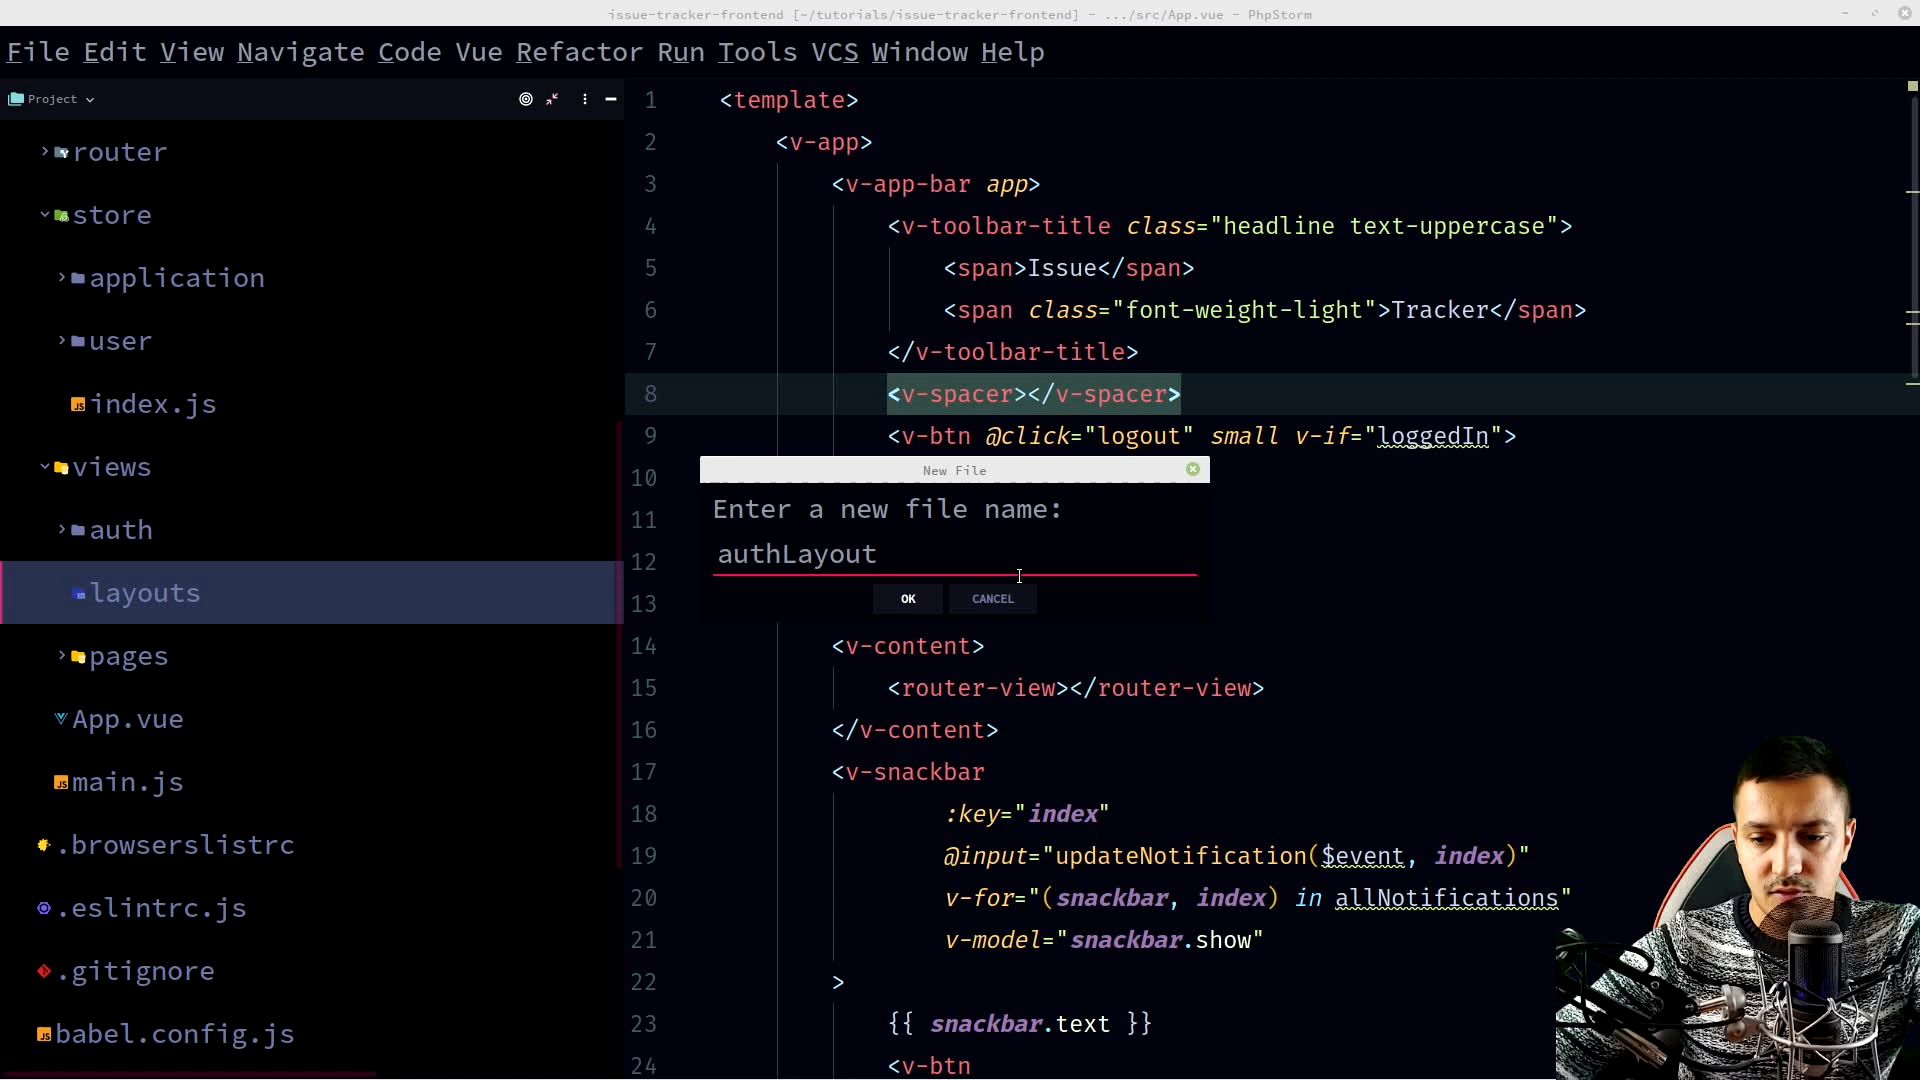 issue-tracker-frontend [~/tutorials/issue-tracker-frontend] - .../src/App.vue - PhpStorm
File Edit View Navigate Code Vue Refactor Run Tools VCS Window Help
Project
router
store
application
user
index.js
views
auth
layouts
pages
App.vue
main.js
.browserslistrc
.eslintrc.js
.gitignore
babel.config.js
1 <template>
2 <v-app>
3 <v-app-bar app>
4 <v-toolbar-title class="headline text-uppercase">
5 <span>Issue</span>
6 <span class="font-weight-light">Tracker</span>
7 </v-toolbar-title>
8 <v-spacer></v-spacer>
9 <v-btn @click="logout" small v-if="loggedIn">
10
11
12
13
New File
Enter a new file name:
authLayout
OK CANCEL
14 <v-content>
15 <router-view></router-view>
16 </v-content>
17 <v-snackbar
18 :key="index"
19 @input="updateNotification($event, index)"
20 v-for="(snackbar, index) in allNotifications"
21 v-model="snackbar.show"
22 >
23 {{ snackbar.text }}
24 <v-btn